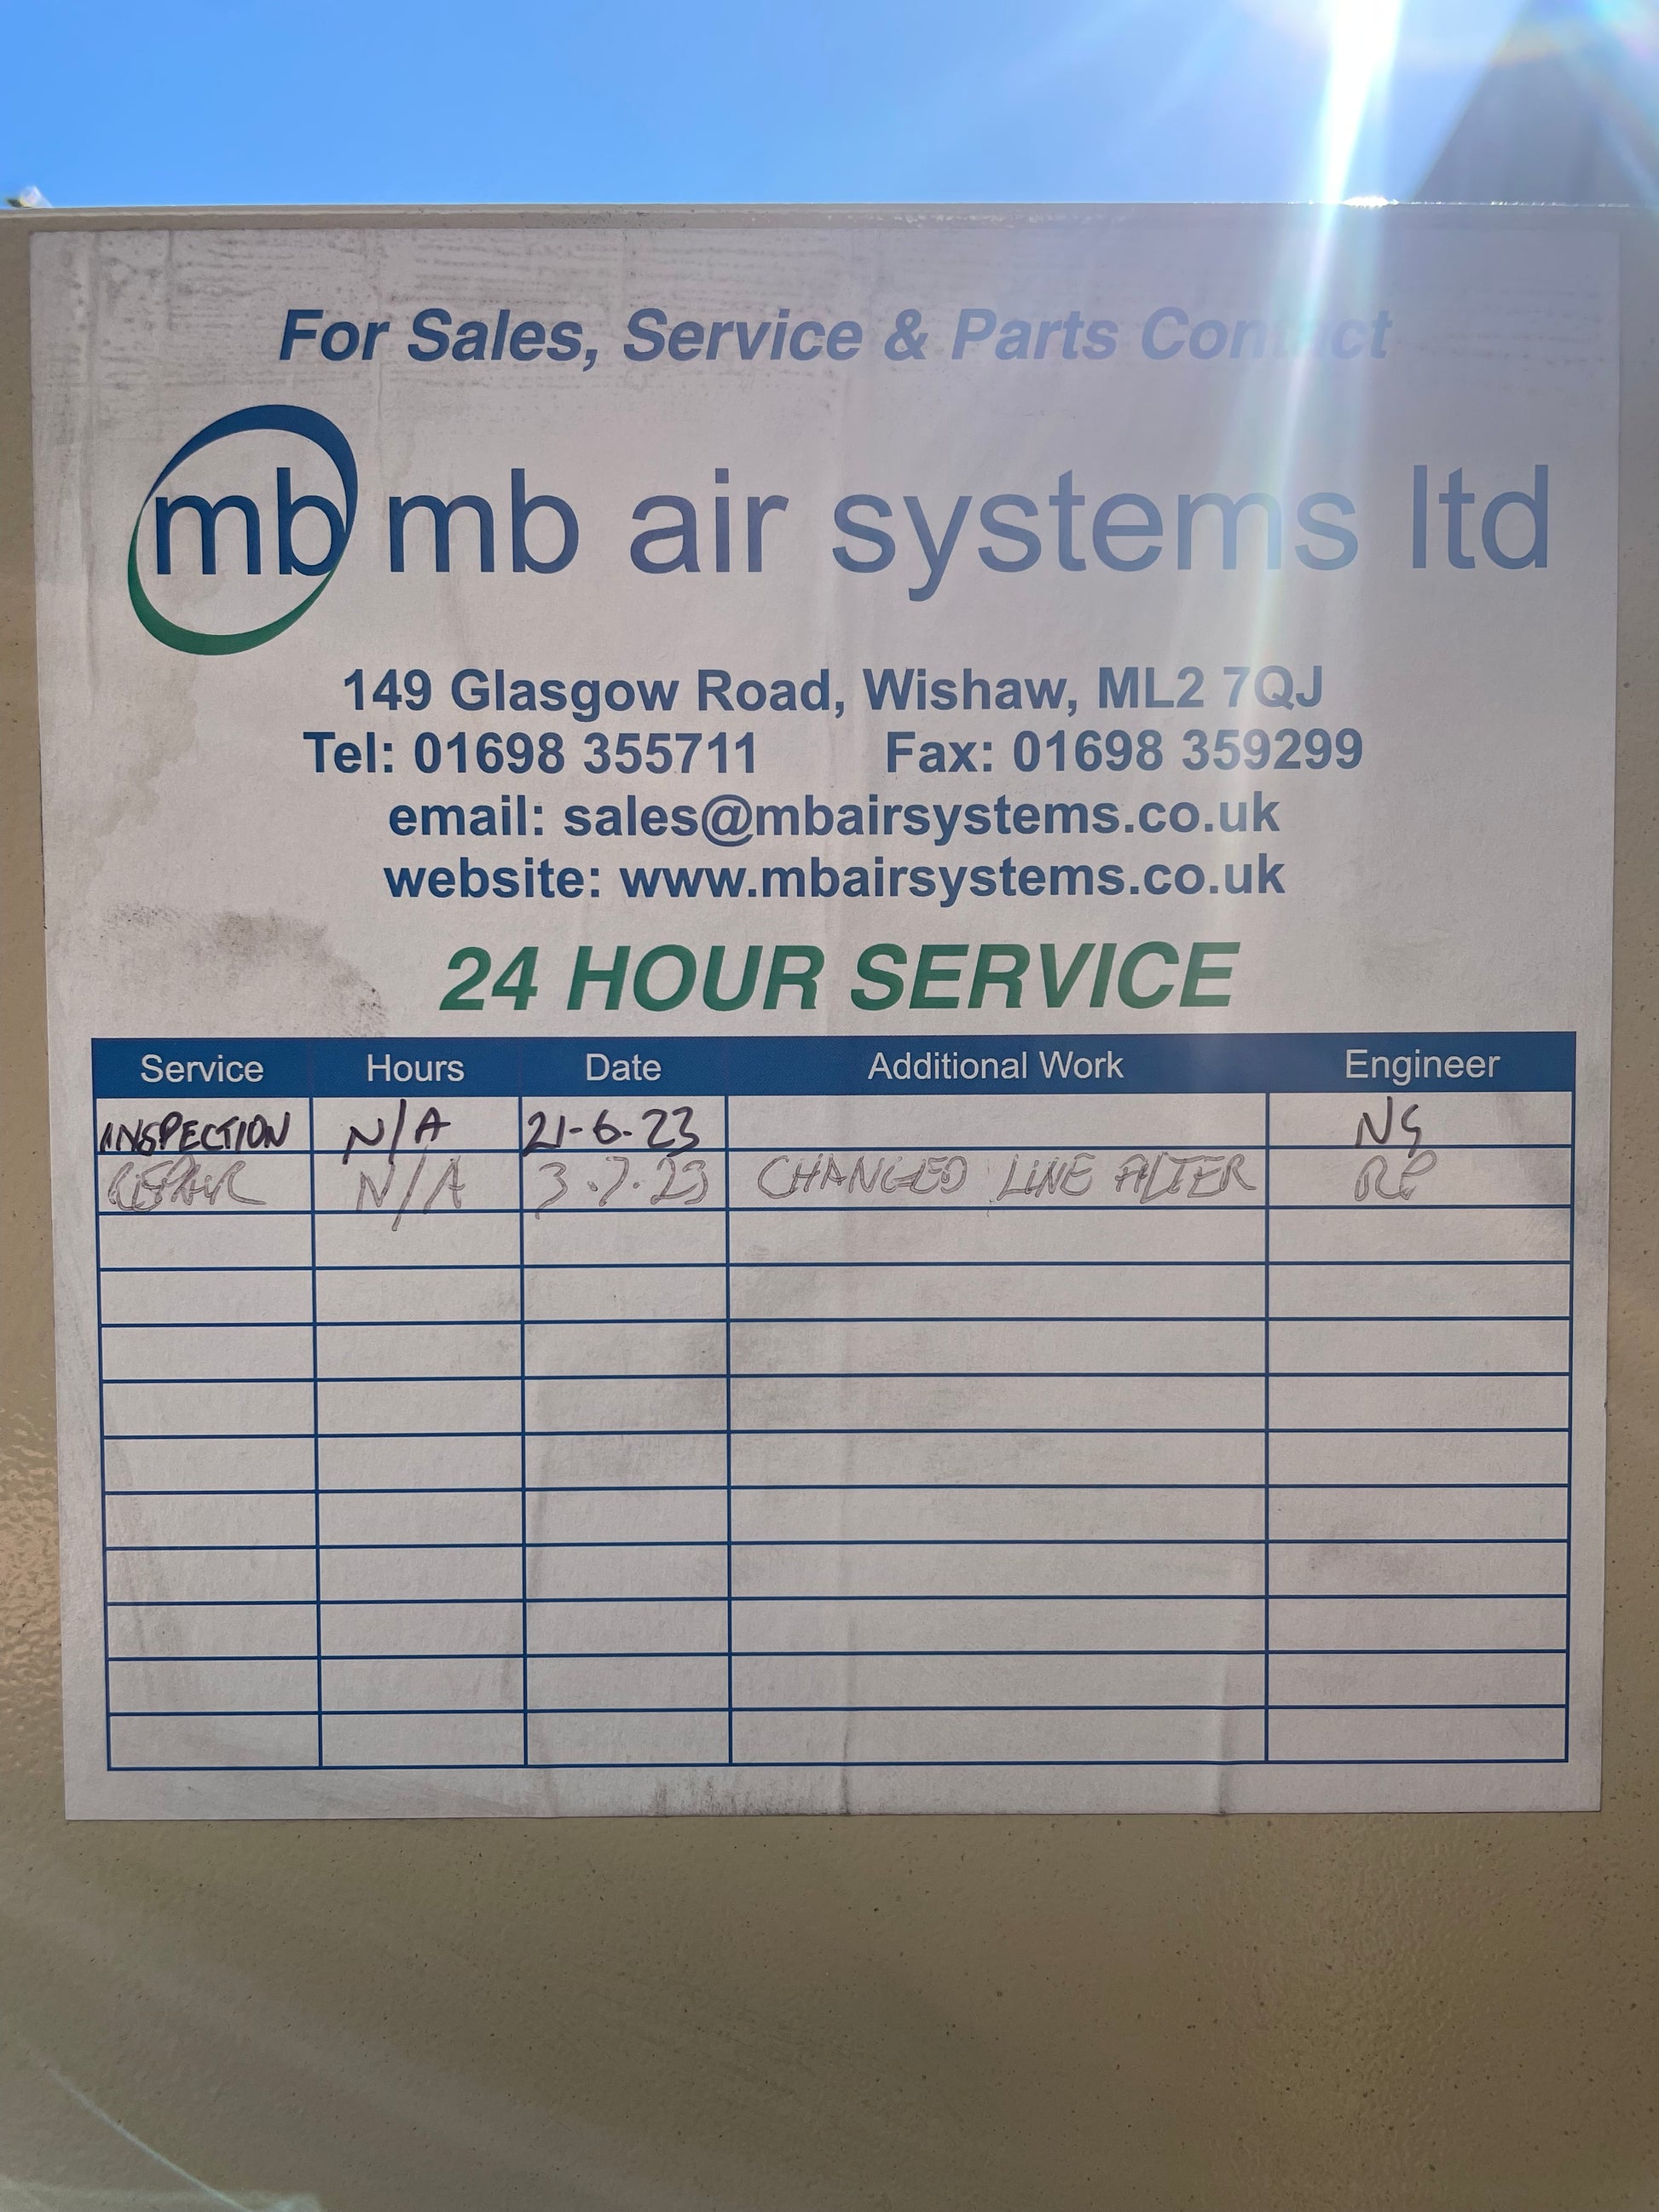 For Sales, Service & Parts Contact
mb mb air systems ltd
149 Glasgow Road, Wishaw, ML2 7QJ
Tel: 01698 355711 Fax: 01698 359299
email: sales@mbairsystems.co.uk
website: www.mbairsystems.co.uk
24 HOUR SERVICE
Service Hours Date Additional Work Engineer
INSPECTION N/A 21-6-23 NG
REPAIR N/A 3.7.23 CHANGED LINE FILTER RP